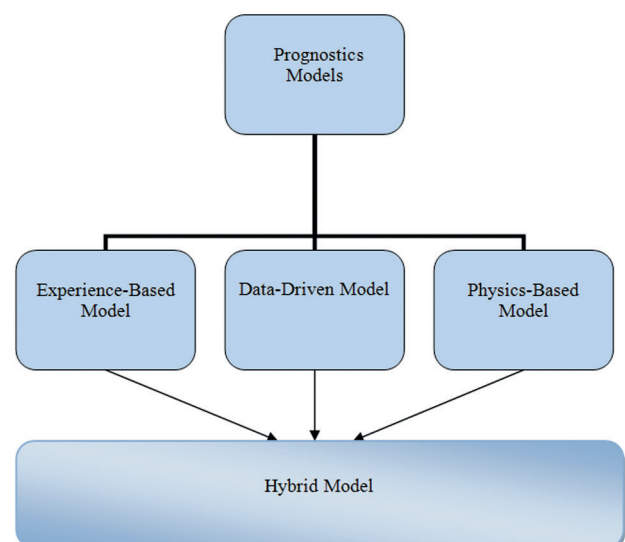 Prognostics
Models
Experience-Based
Model
Data-Driven Model
Physics-Based
Model
Hybrid Model